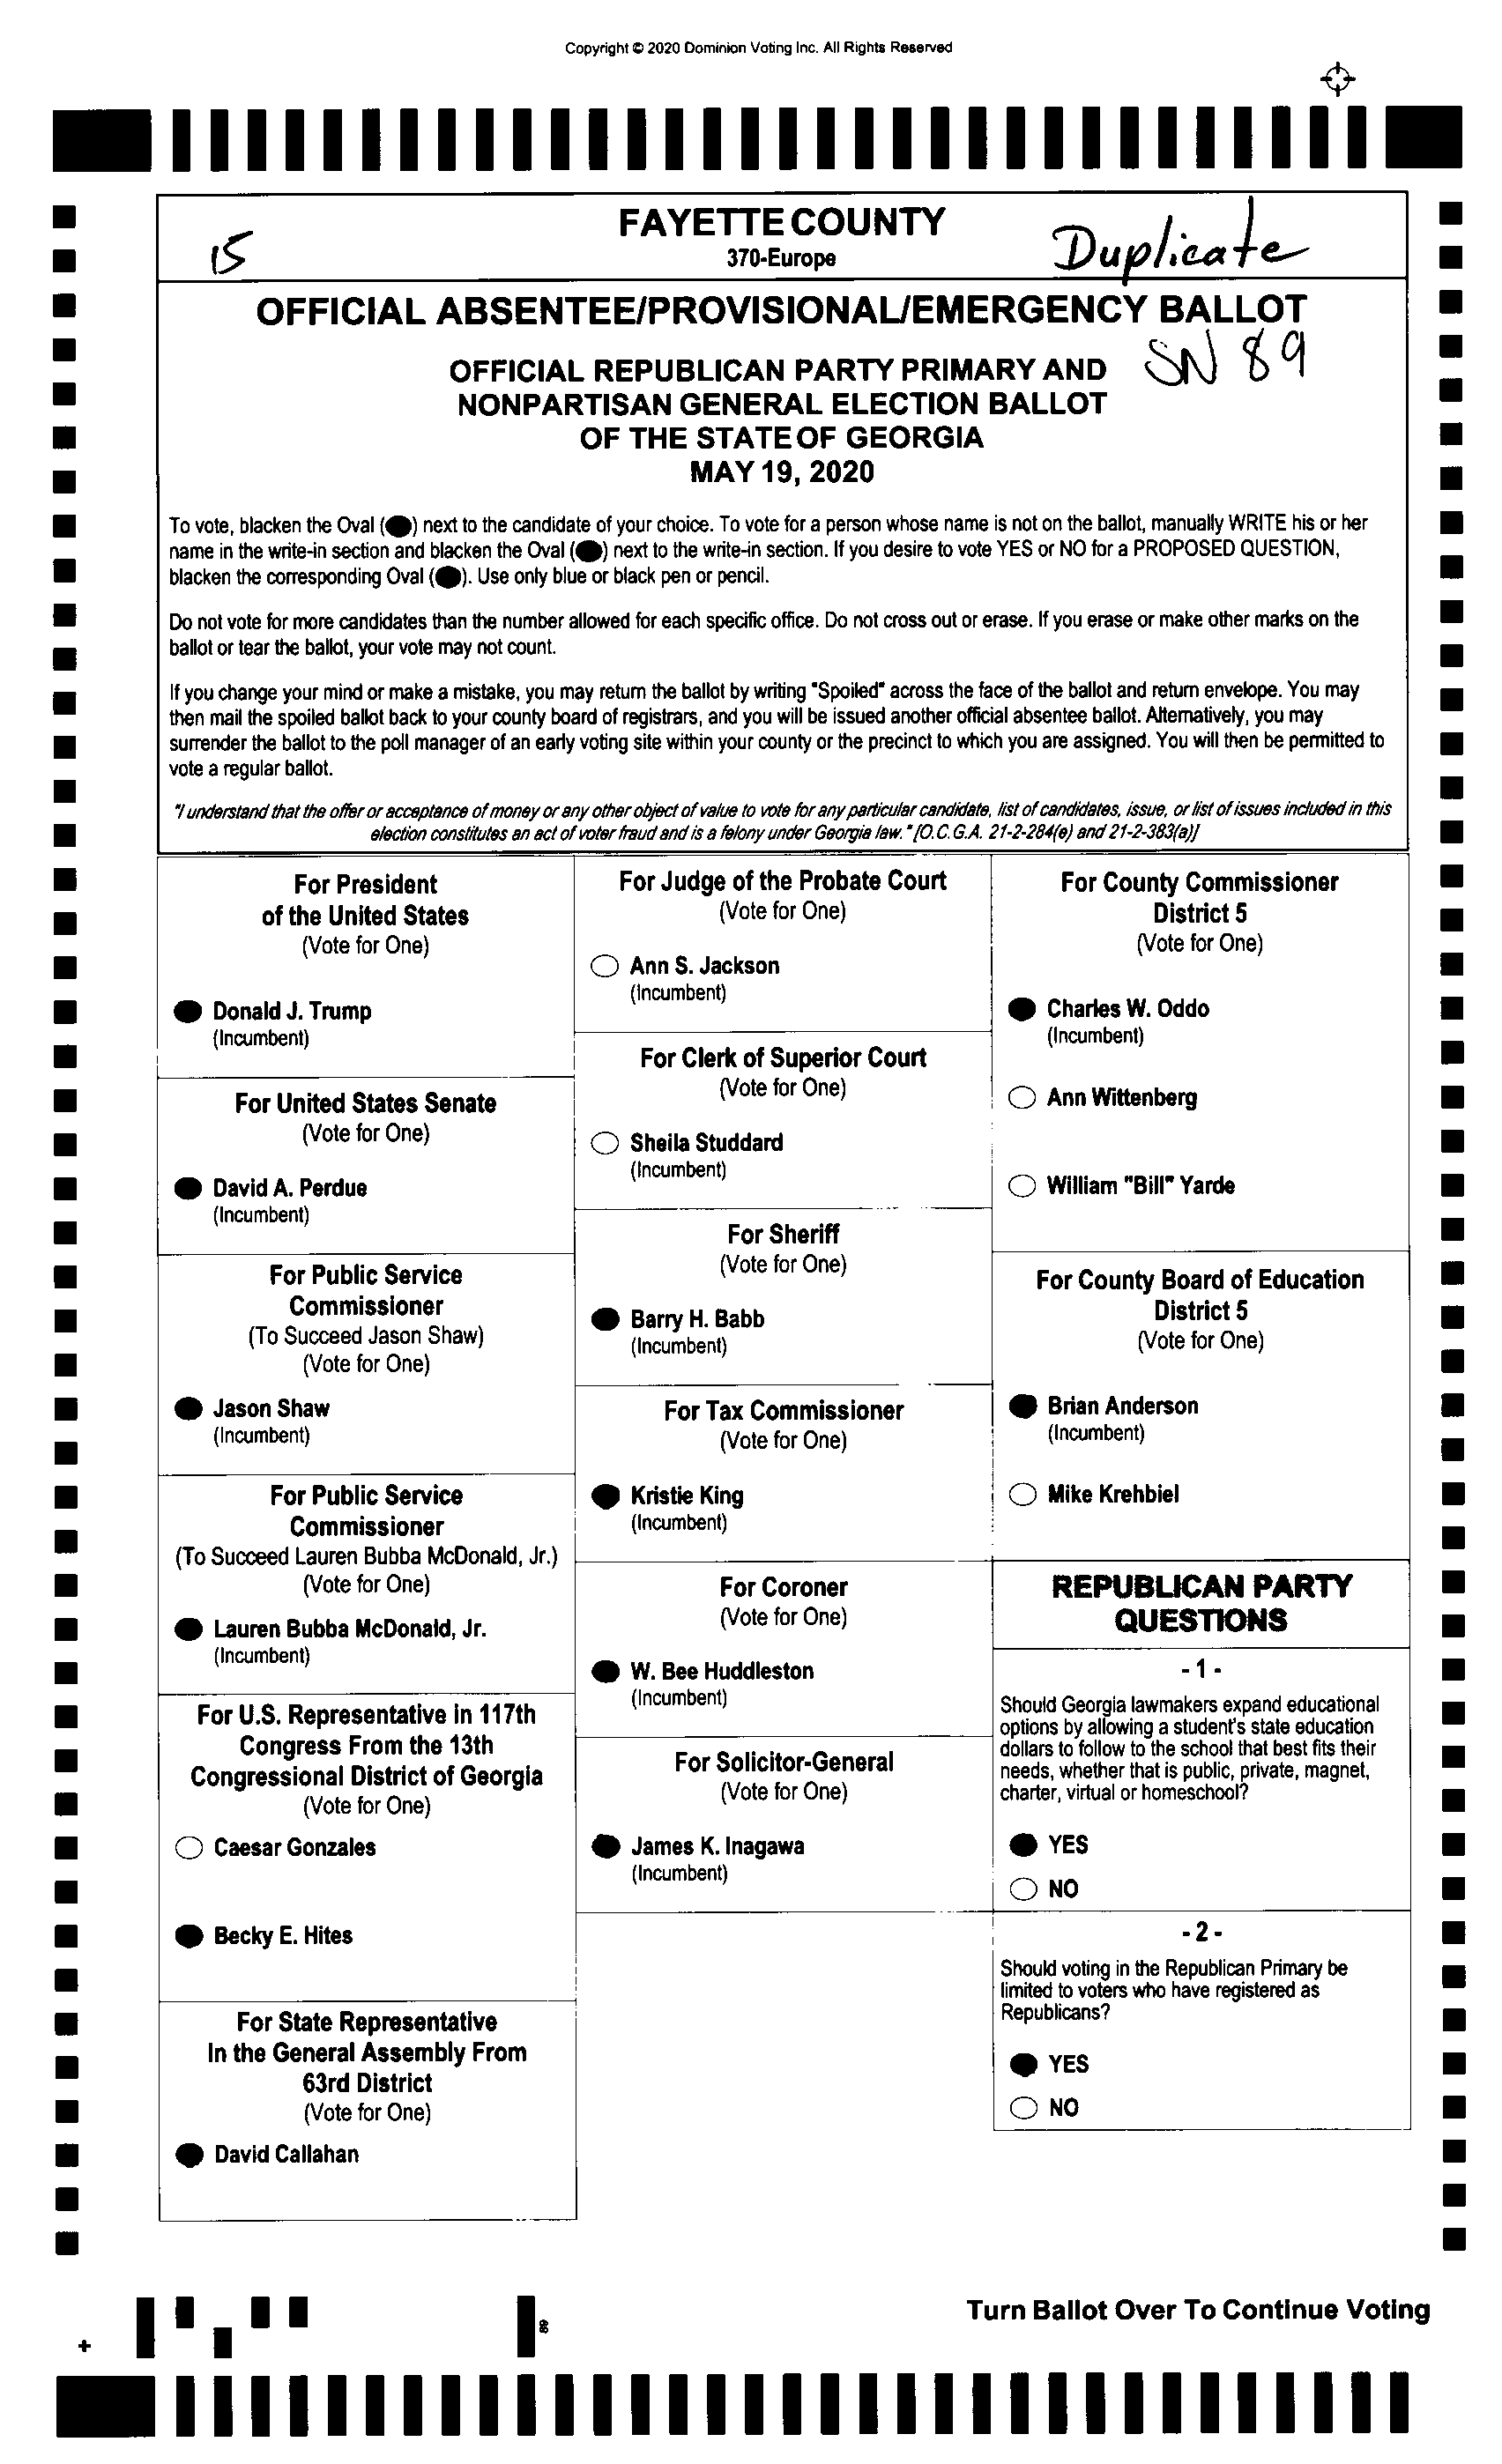 Copyright © 2020 Dominion Voting Inc. All Rights Reserved
FAYETTE COUNTY
15
370-Europe
Duplicate
OFFICIAL ABSENTEE/PROVISIONAL/EMERGENCY BALLOT
SN 89
OFFICIAL REPUBLICAN PARTY PRIMARY AND
NONPARTISAN GENERAL ELECTION BALLOT
OF THE STATE OF GEORGIA
MAY 19, 2020
To vote, blacken the Oval ( ) next to the candidate of your choice. To vote for a person whose name is not on the ballot, manually WRITE his or her
name in the write-in section and blacken the Oval ( ) next to the write-in section. If you desire to vote YES or NO for a PROPOSED QUESTION,
blacken the corresponding Oval ( ). Use only blue or black pen or pencil.
Do not vote for more candidates than the number allowed for each specific office. Do not cross out or erase. If you erase or make other marks on the
ballot or tear the ballot, your vote may not count.
If you change your mind or make a mistake, you may return the ballot by writing "Spoiled" across the face of the ballot and return envelope. You may
then mail the spoiled ballot back to your county board of registrars, and you will be issued another official absentee ballot. Alternatively, you may
surrender the ballot to the poll manager of an early voting site within your county or the precinct to which you are assigned. You will then be permitted to
vote a regular ballot.
"I understand that the offer or acceptance of money or any other object of value to vote for any particular candidate, list of candidates, issue, or list of issues included in this
election constitutes an act of voter fraud and is a felony under Georgia law." [O.C.G.A. 21-2-284(e) and 21-2-383(a)]
For President
of the United States
(Vote for One)
Donald J. Trump
(Incumbent)
For United States Senate
(Vote for One)
David A. Perdue
(Incumbent)
For Public Service
Commissioner
(To Succeed Jason Shaw)
(Vote for One)
Jason Shaw
(Incumbent)
For Public Service
Commissioner
(To Succeed Lauren Bubba McDonald, Jr.)
(Vote for One)
Lauren Bubba McDonald, Jr.
(Incumbent)
For U.S. Representative in 117th
Congress From the 13th
Congressional District of Georgia
(Vote for One)
Caesar Gonzales
Becky E. Hites
For State Representative
In the General Assembly From
63rd District
(Vote for One)
David Callahan
For Judge of the Probate Court
(Vote for One)
Ann S. Jackson
(Incumbent)
For Clerk of Superior Court
(Vote for One)
Sheila Studdard
(Incumbent)
For Sheriff
(Vote for One)
Barry H. Babb
(Incumbent)
For Tax Commissioner
(Vote for One)
Kristie King
(Incumbent)
For Coroner
(Vote for One)
W. Bee Huddleston
(Incumbent)
For Solicitor-General
(Vote for One)
James K. Inagawa
(Incumbent)
For County Commissioner
District 5
(Vote for One)
Charles W. Oddo
(Incumbent)
Ann Wittenberg
William "Bill" Yarde
For County Board of Education
District 5
(Vote for One)
Brian Anderson
(Incumbent)
Mike Krehbiel
REPUBLICAN PARTY
QUESTIONS
- 1 -
Should Georgia lawmakers expand educational
options by allowing a student's state education
dollars to follow to the school that best fits their
needs, whether that is public, private, magnet,
charter, virtual or homeschool?
YES
NO
- 2 -
Should voting in the Republican Primary be
limited to voters who have registered as
Republicans?
YES
NO
Turn Ballot Over To Continue Voting